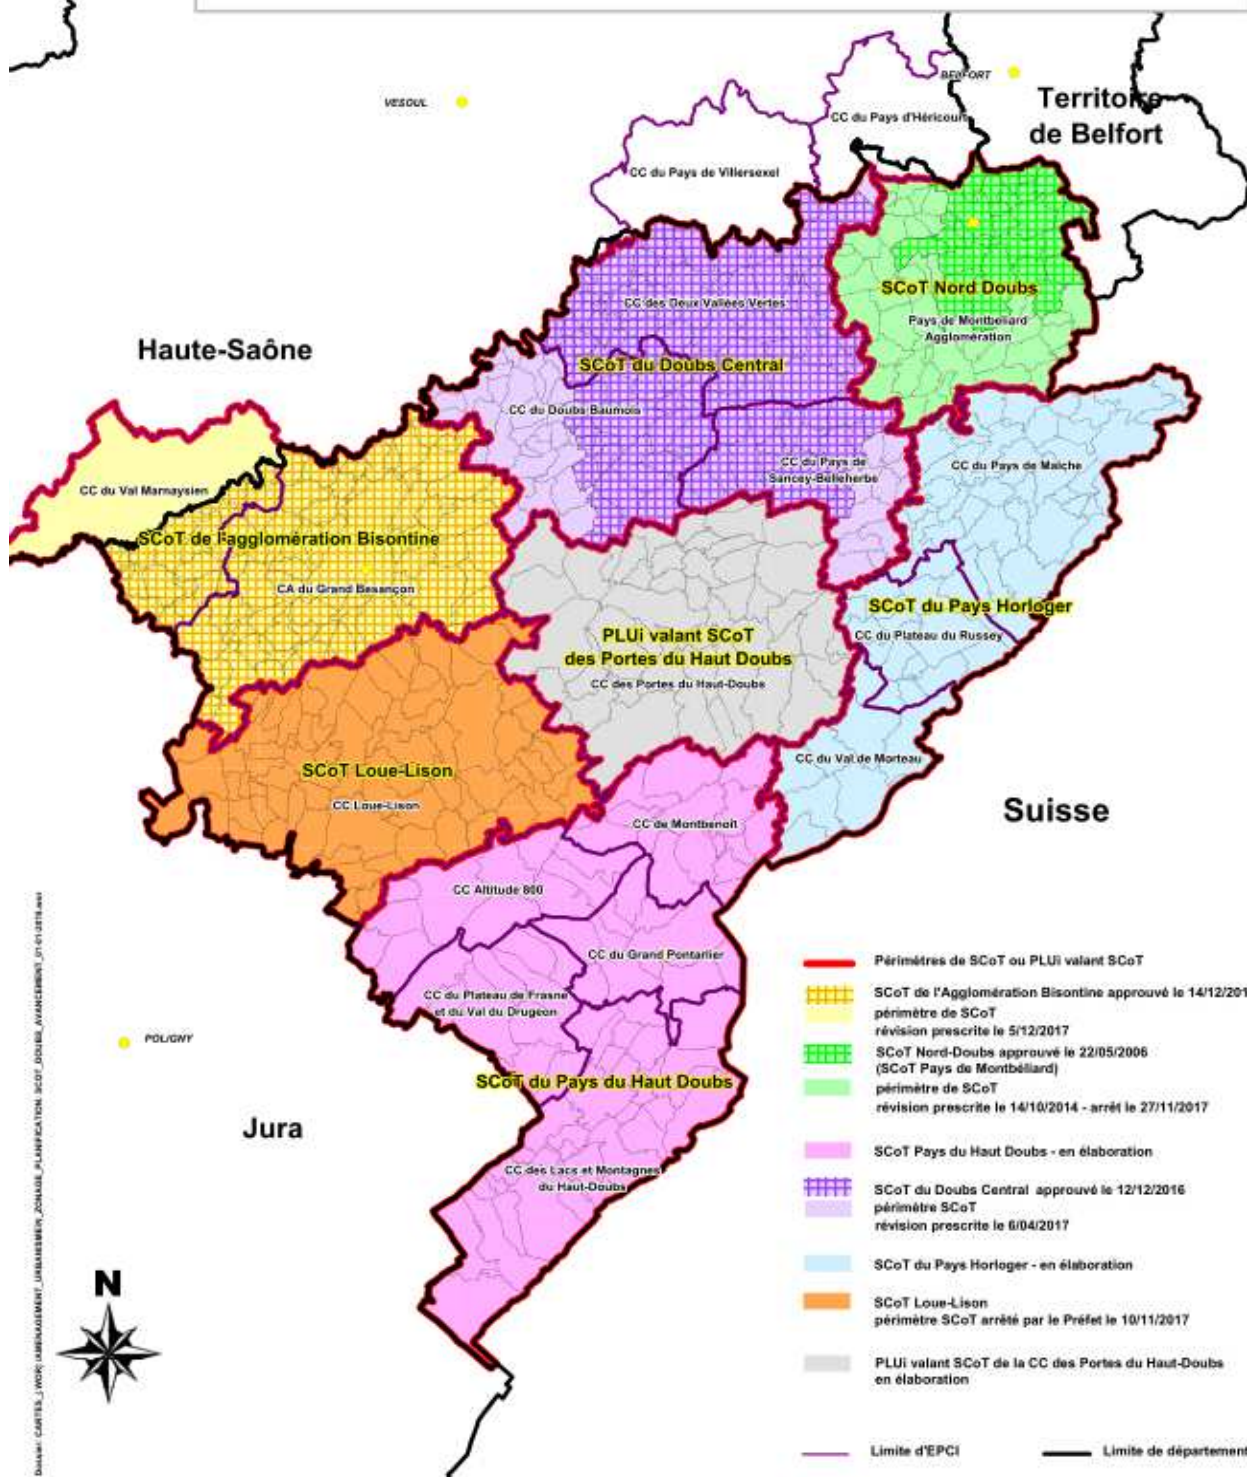 VESOUL
BELFORT
Territoire
de Belfort
CC du Pays d'Héricourt
CC du Pays de Villersexel
SCoT Nord Doubs
CC des Deux Vallées Vertes
Pays de Montbéliard
Agglomération
Haute-Saône
SCoT du Doubs Central
CC du Doubs Baumois
CC du Pays de
Sancey-Belleherbe
CC du Pays de Maîche
CC du Val Marnaysien
SCoT de l'agglomération Bisontine
CA du Grand Besançon
SCoT du Pays Horloger
CC du Plateau du Russey
PLUi valant SCoT
des Portes du Haut Doubs
CC des Portes du Haut-Doubs
CC du Val de Morteau
SCoT Loue-Lison
CC Loue-Lison
Suisse
CC de Montbenoit
CC Altitude 800
CC du Grand Pontarlier
CC du Plateau de Frasne
et du Val du Drugeon
POLIGNY
SCoT du Pays du Haut Doubs
Jura
CC des Lacs et Montagnes
du Haut-Doubs
N
Périmètres de SCoT ou PLUi valant SCoT
SCoT de l'Agglomération Bisontine approuvé le 14/12/201
périmètre de SCoT
révision prescrite le 5/12/2017
SCoT Nord-Doubs approuvé le 22/05/2006
(SCoT Pays de Montbéliard)
périmètre de SCoT
révision prescrite le 14/10/2014 - arrêt le 27/11/2017
SCoT Pays du Haut Doubs - en élaboration
SCoT du Doubs Central approuvé le 12/12/2016
périmètre SCoT
révision prescrite le 6/04/2017
SCoT du Pays Horloger - en élaboration
SCoT Loue-Lison
périmètre SCoT arrêté par le Préfet le 10/11/2017
PLUi valant SCoT de la CC des Portes du Haut-Doubs
en élaboration
Limite d'EPCI
Limite de département